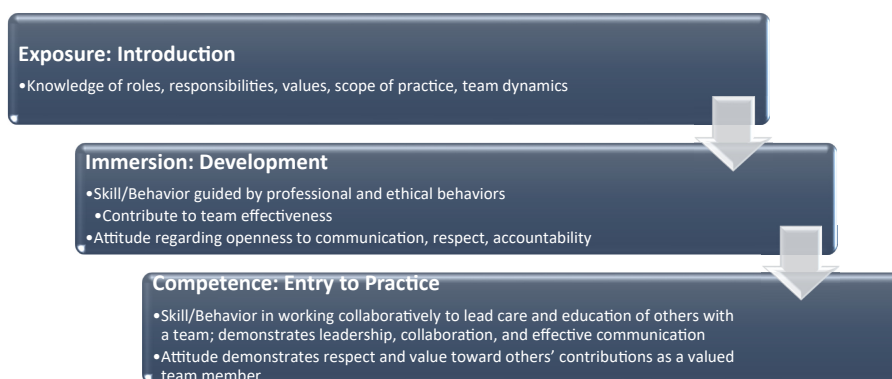 Exposure: Introduction
•Knowledge of roles, responsibilities, values, scope of practice, team dynamics
Immersion: Development
•Skill/Behavior guided by professional and ethical behaviors
•Contribute to team effectiveness
•Attitude regarding openness to communication, respect, accountability
Competence: Entry to Practice
•Skill/Behavior in working collaboratively to lead care and education of others with
a team; demonstrates leadership, collaboration, and effective communication
•Attitude demonstrates respect and value toward others’ contributions as a valued
team member